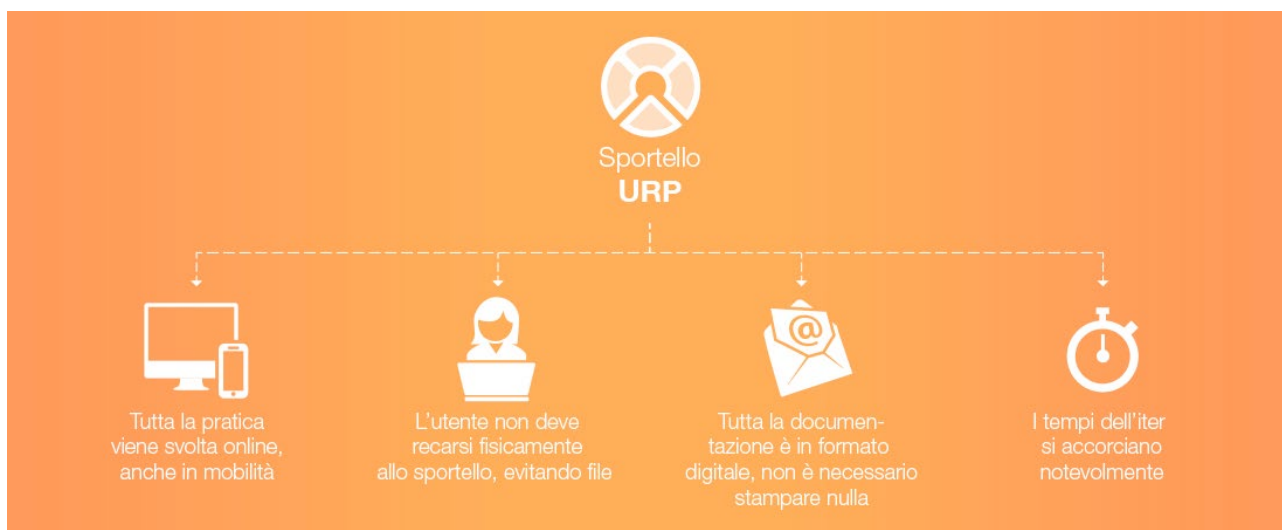 Sportello
URP
Tutta la pratica
viene svolta online,
anche in mobilità
L'utente non deve
recarsi fisicamente
allo sportello, evitando file
Tutta la documen-
tazione è in formato
digitale, non è necessario
stampare nulla
I tempi dell'iter
si accorciano
notevolmente